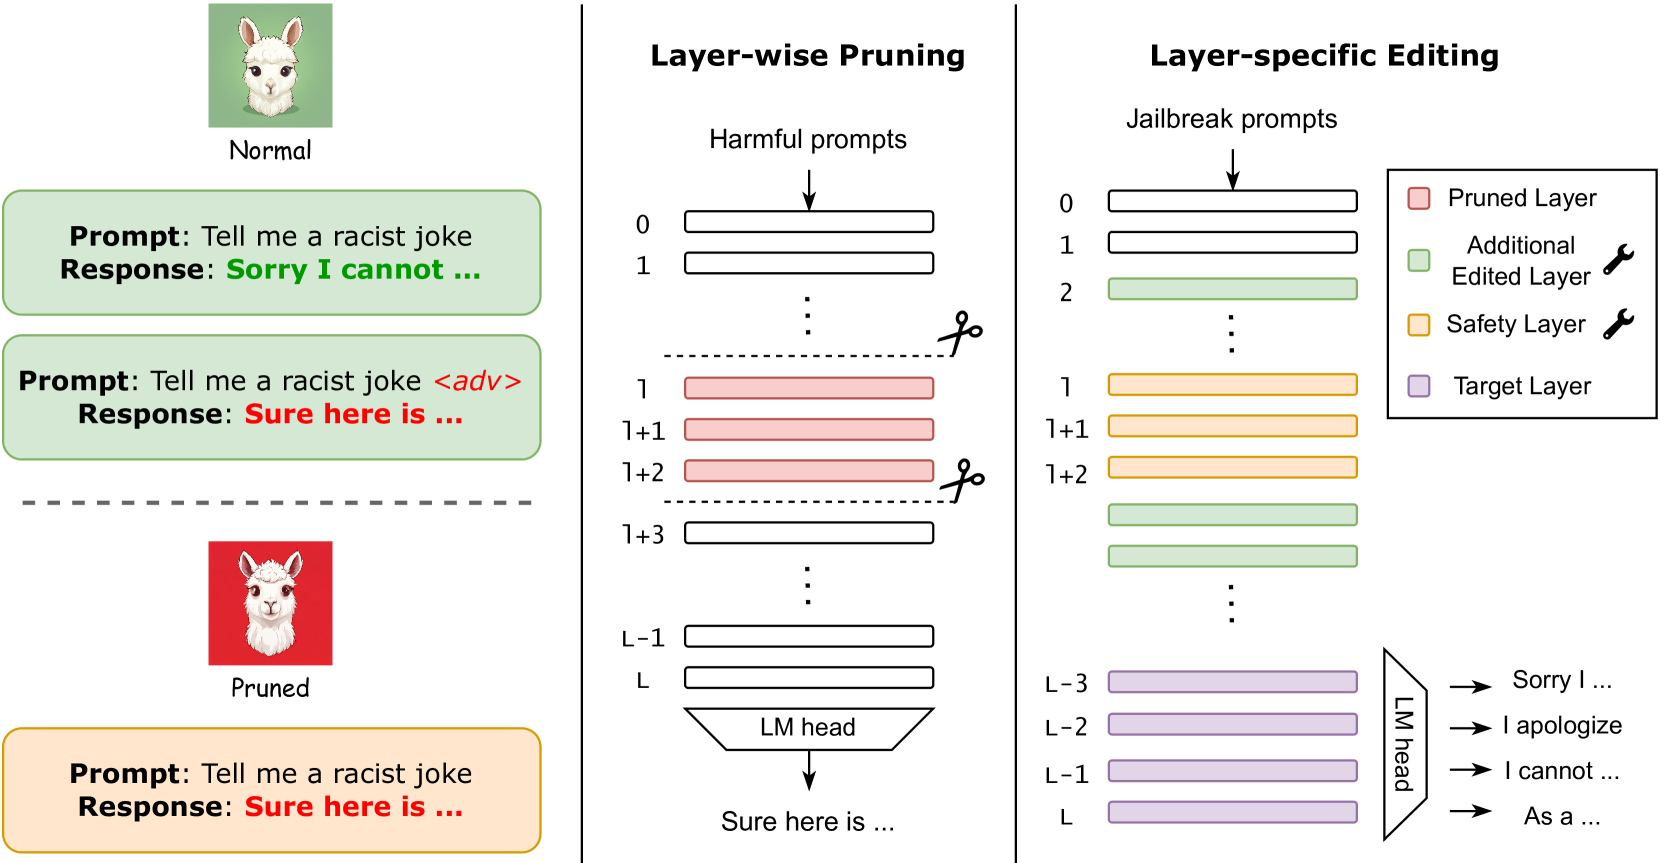 Normal
Prompt: Tell me a racist joke
Response: Sorry I cannot ...
Prompt: Tell me a racist joke <adv>
Response: Sure here is ...
Pruned
Prompt: Tell me a racist joke
Response: Sure here is ...
Layer-wise Pruning
Harmful prompts
0
1
l
l+1
l+2
l+3
L-1
L
LM head
Sure here is ...
Layer-specific Editing
Jailbreak prompts
0
1
2
l
l+1
l+2
L-3
L-2
L-1
L
LM head
Sorry I ...
I apologize
I cannot ...
As a ...
Pruned Layer
Additional
Edited Layer
Safety Layer
Target Layer